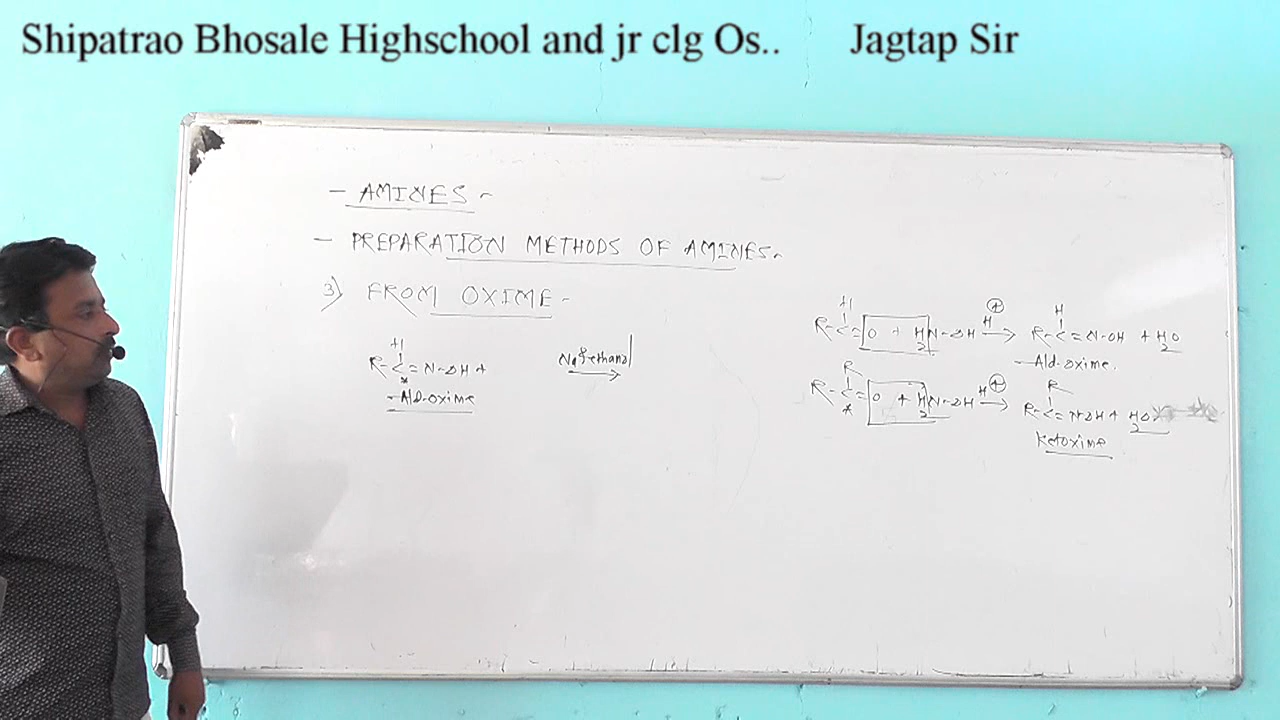 Shipatrao Bhosale Highschool and jr clg Os.. Jagtap Sir
- AMINES -
- PREPARATION METHODS OF AMINES -
3) FROM OXIME -
H
R-C=N-OH +
*
-Ald-oxime
Na & ethanol
H
R-C=O + H2N-OH H⊕ → R-C=N-OH + H2O
H
-Ald-oxime.
R
R-C=O + H2N-OH H⊕ → R-C=NOH + H2O
*
R
Ketoxime